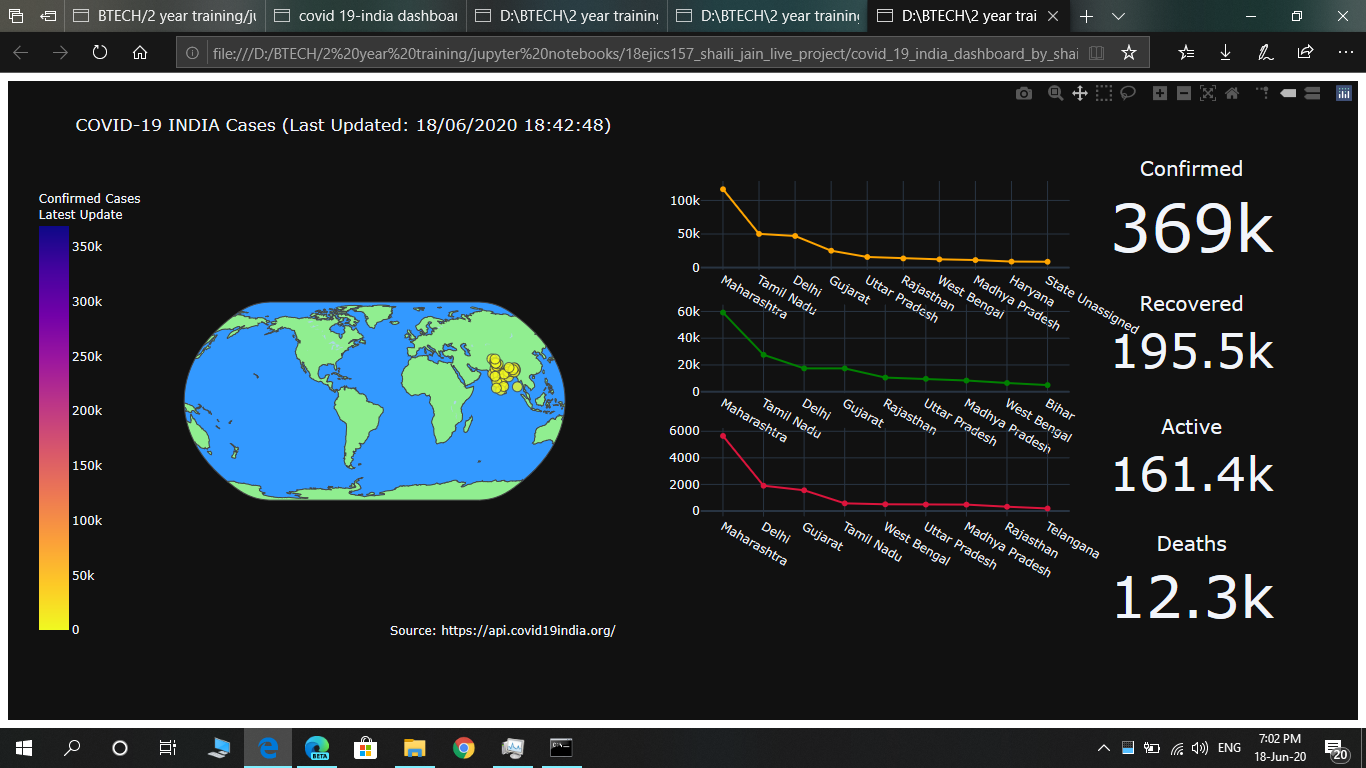 BTECH/2 year training/ju
covid 19-india dashboar
D:\BTECH\2 year training
D:\BTECH\2 year training
D:\BTECH\2 year trai
file:///D:/BTECH/2%20year%20training/jupyter%20notebooks/18ejics157_shaili_jain_live_project/covid_19_india_dashboard_by_shai
COVID-19 INDIA Cases (Last Updated: 18/06/2020 18:42:48)
Confirmed Cases
Latest Update
350k
300k
250k
200k
150k
100k
50k
0
Source: https://api.covid19india.org/
100k
50k
0
Maharashtra
Tamil Nadu
Delhi
Gujarat
Uttar Pradesh
Rajasthan
West Bengal
Madhya Pradesh
Haryana
State Unassigned
60k
40k
20k
0
Maharashtra
Tamil Nadu
Delhi
Gujarat
Rajasthan
Uttar Pradesh
Madhya Pradesh
West Bengal
Bihar
6000
4000
2000
0
Maharashtra
Delhi
Gujarat
Tamil Nadu
West Bengal
Uttar Pradesh
Madhya Pradesh
Rajasthan
Telangana
Confirmed
369k
Recovered
195.5k
Active
161.4k
Deaths
12.3k
BETA
ENG
7:02 PM
18-Jun-20
20